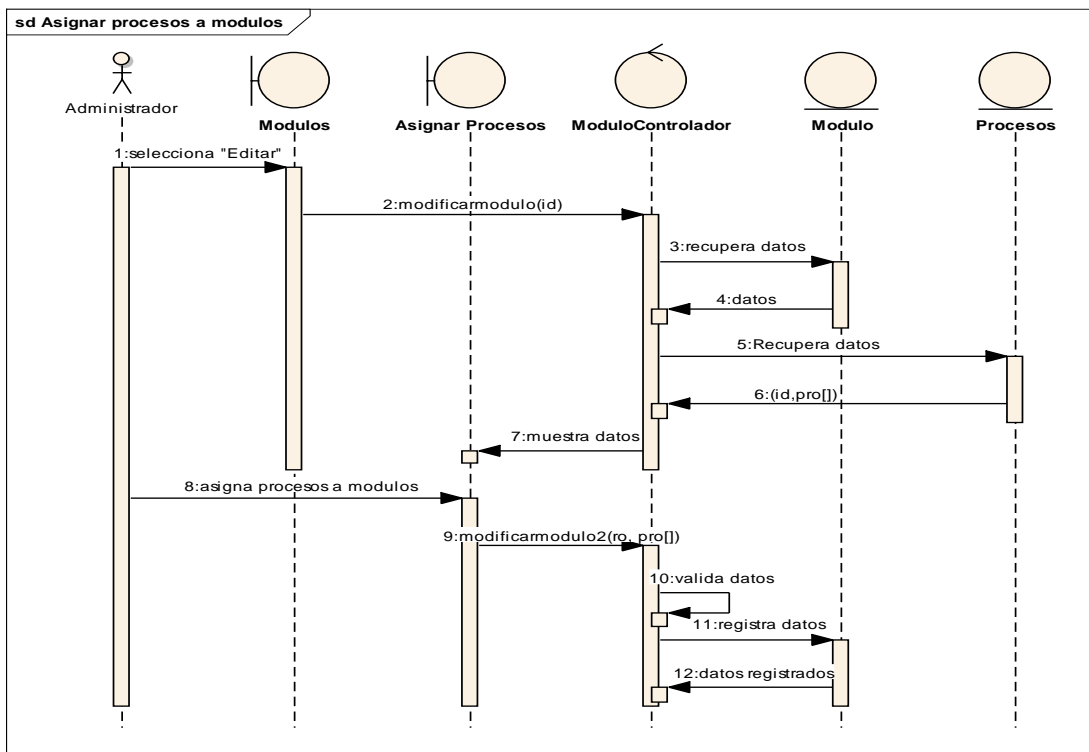 sd Asignar procesos a modulos
Administrador
Modulos
Asignar Procesos
ModuloControlador
Modulo
Procesos
1:selecciona "Editar"
2:modificarmodulo(id)
3:recupera datos
4:datos
5:Recupera datos
6:(id,pro[])
7:muestra datos
8:asigna procesos a modulos
9:modificarmodulo2(ro, pro[])
10:valida datos
11:registra datos
12:datos registrados